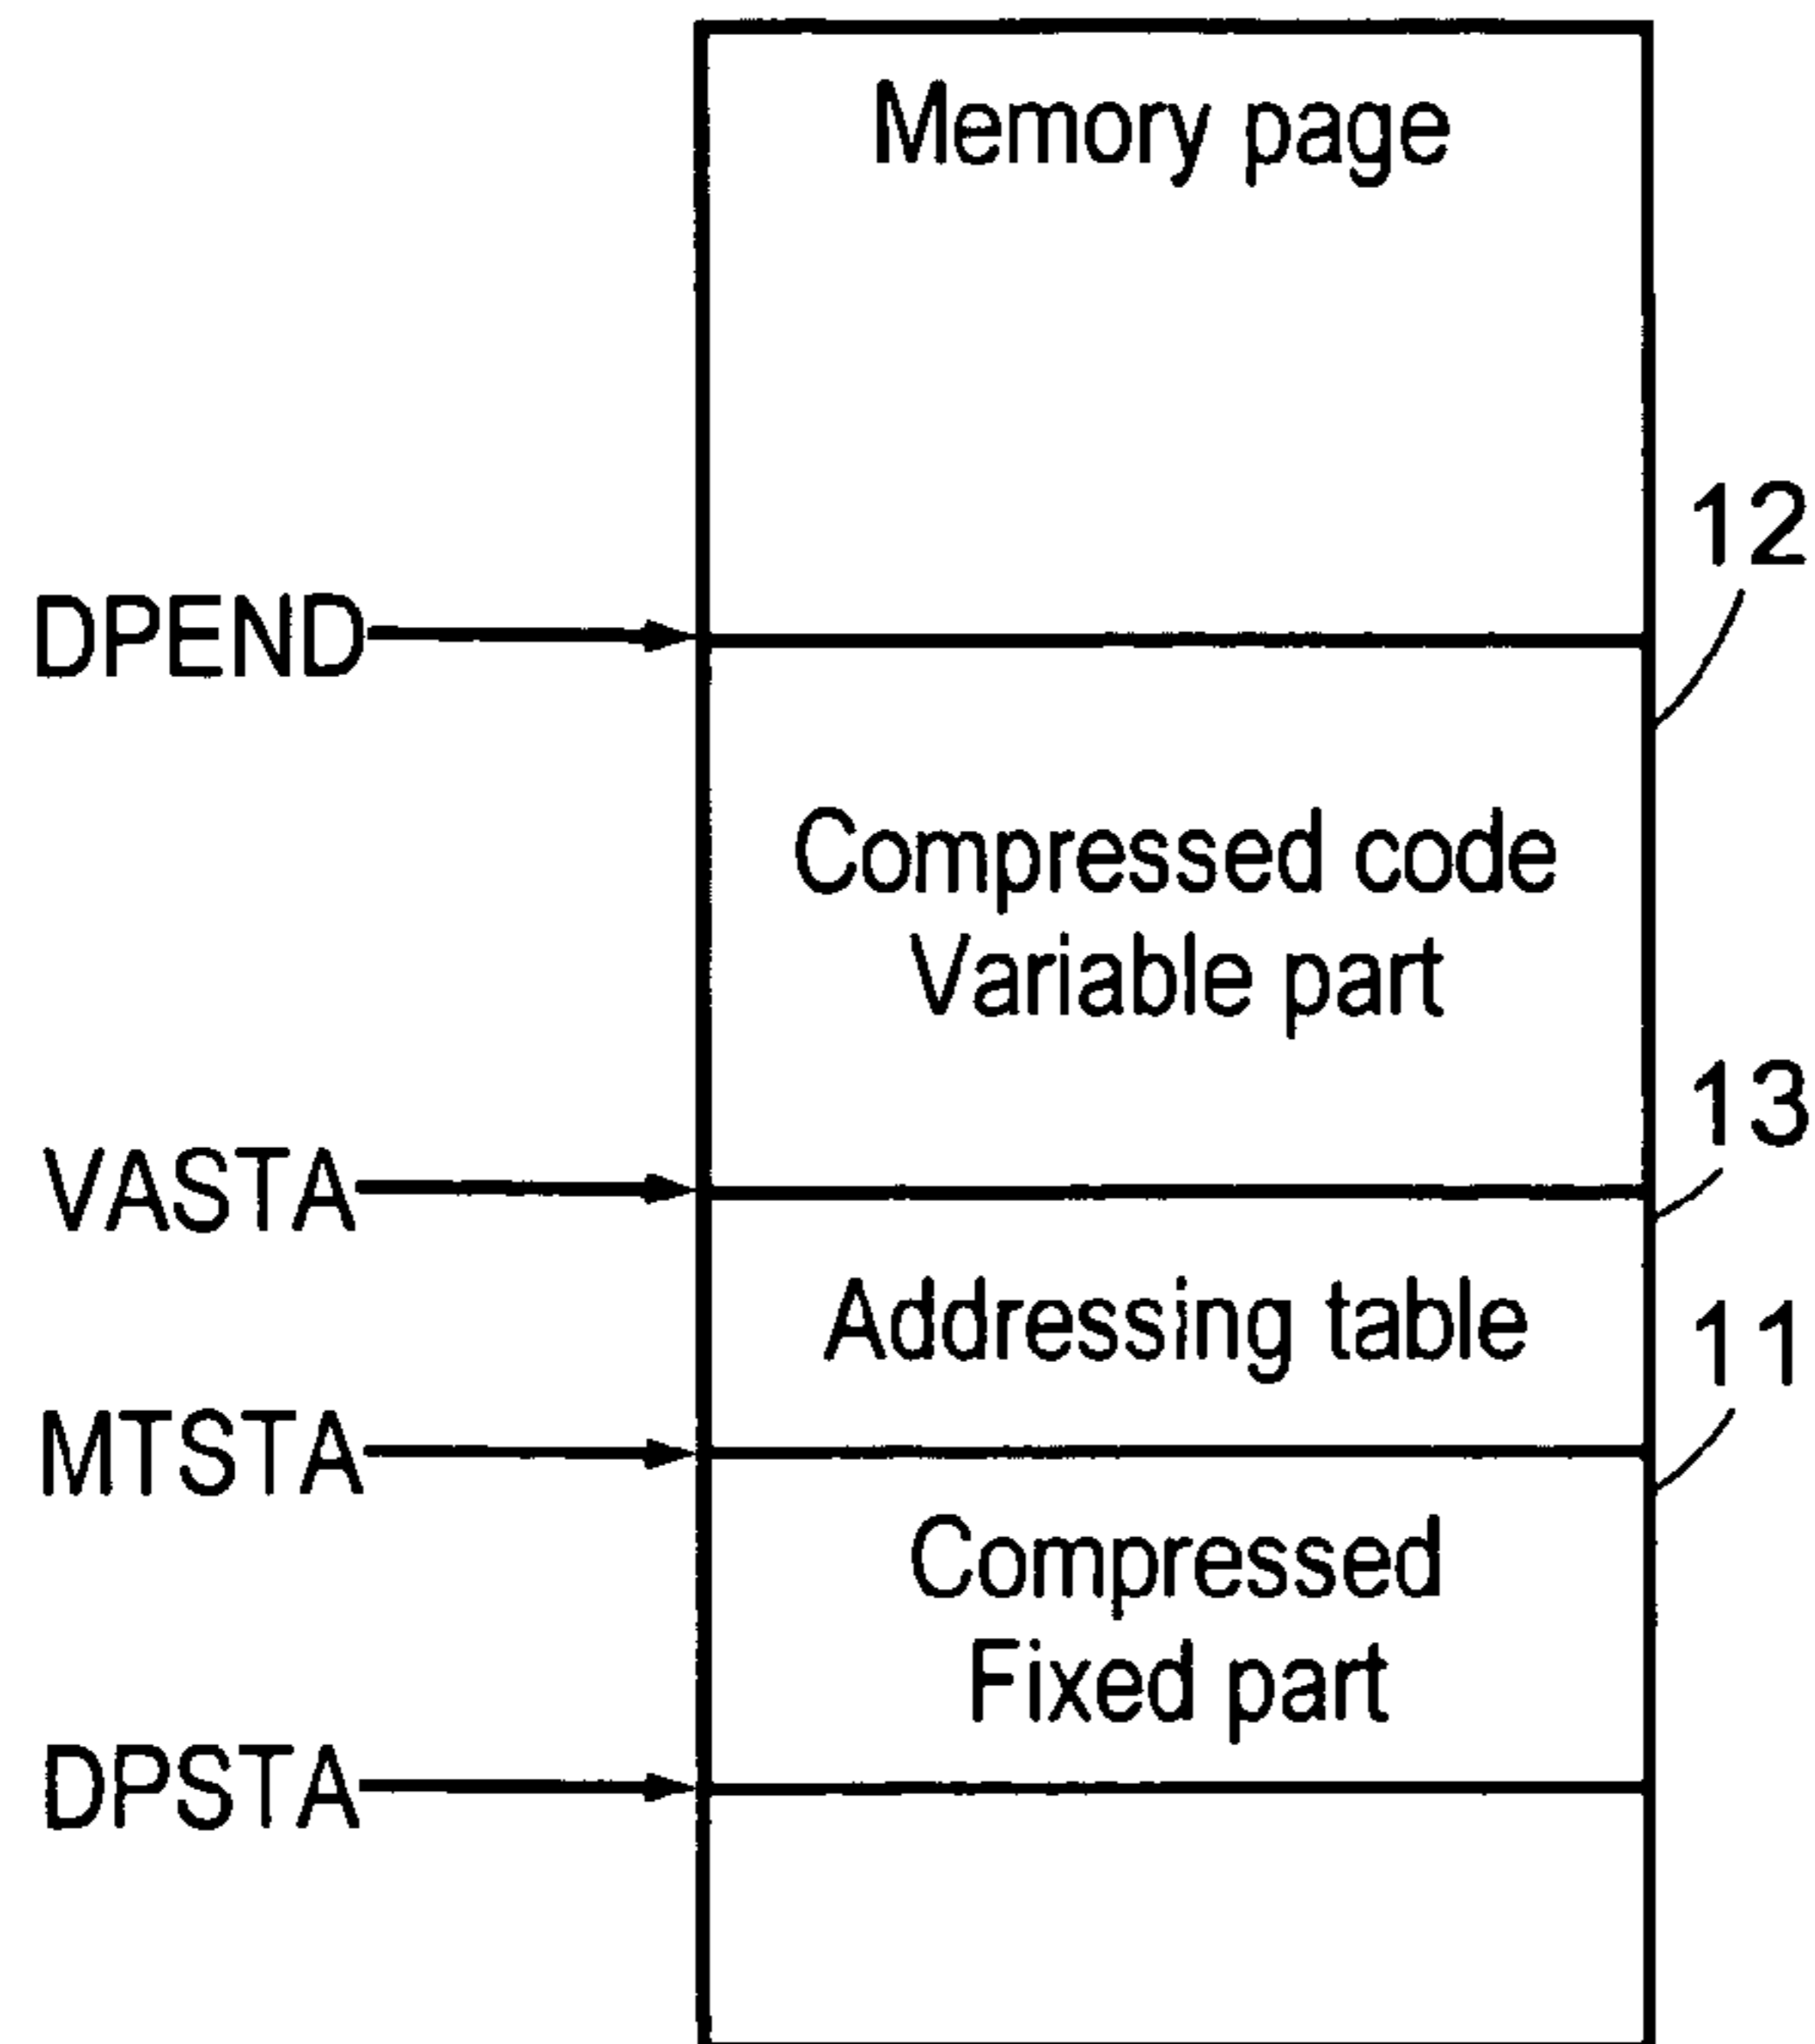 Memory page
12
DPEND
Compressed code
Variable part
13
VASTA
Addressing table
11
MTSTA
Compressed
Fixed part
DPSTA